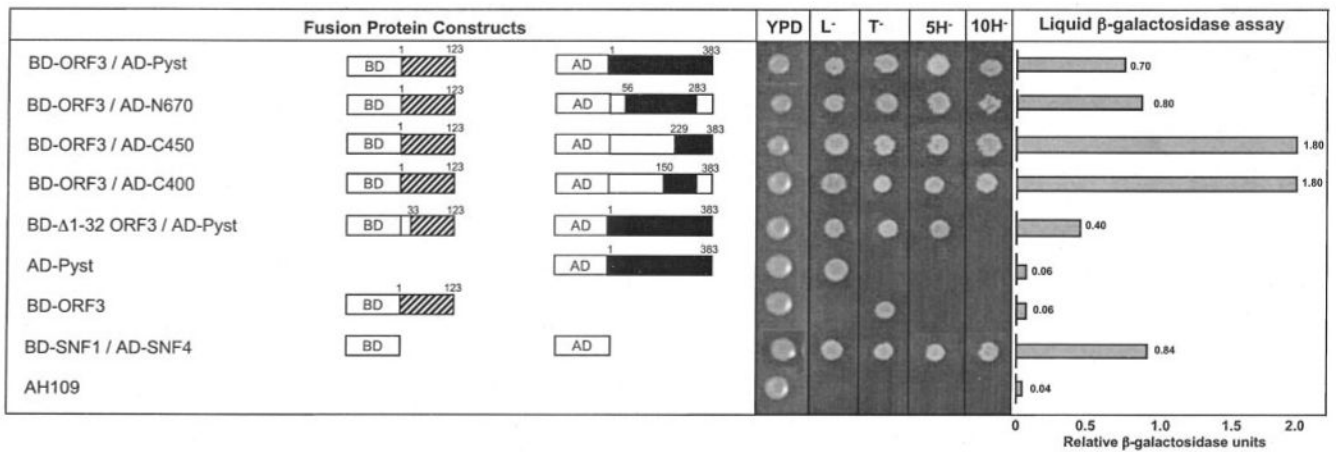 Fusion Protein Constructs YPD L- T- 5H- 10H- Liquid β-galactosidase assay
1 123 1 383
BD-ORF3 / AD-Pyst BD AD 0.70
1 123 56 283
BD-ORF3 / AD-N670 BD AD 0.80
1 123 229 383
BD-ORF3 / AD-C450 BD AD 1.80
1 123 150 383
BD-ORF3 / AD-C400 BD AD 1.80
33 123 1 383
BD-Δ1-32 ORF3 / AD-Pyst BD AD 0.40
1 383
AD-Pyst AD 0.06
1 123
BD-ORF3 BD 0.06
BD-SNF1 / AD-SNF4 BD AD 0.84
AH109 0.04
0 0.5 1.0 1.5 2.0
Relative β-galactosidase units